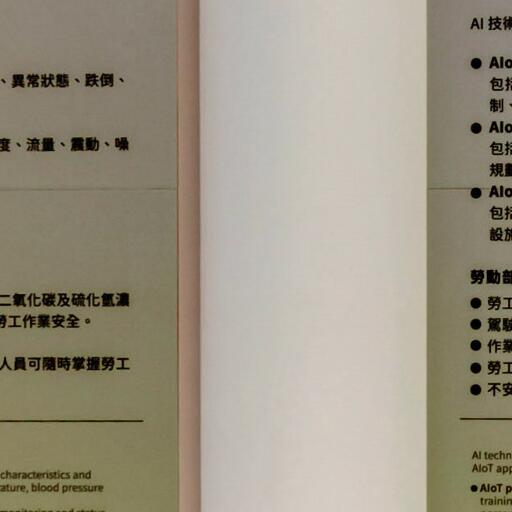 、異常狀態、跌倒、
度、流量、震動、噪
二氧化碳及硫化氫濃
勞工作業安全。
人員可隨時掌握勞工
characteristics and
ature, blood pressure
AI 技術
● AIo
包括
制、
● AIo
包括
規劃
● AIo
包括
設施
勞動部
● 勞工
● 駕駛
● 作業
● 勞工
● 不安
AI techn
AIoT app
● AIoT p
training